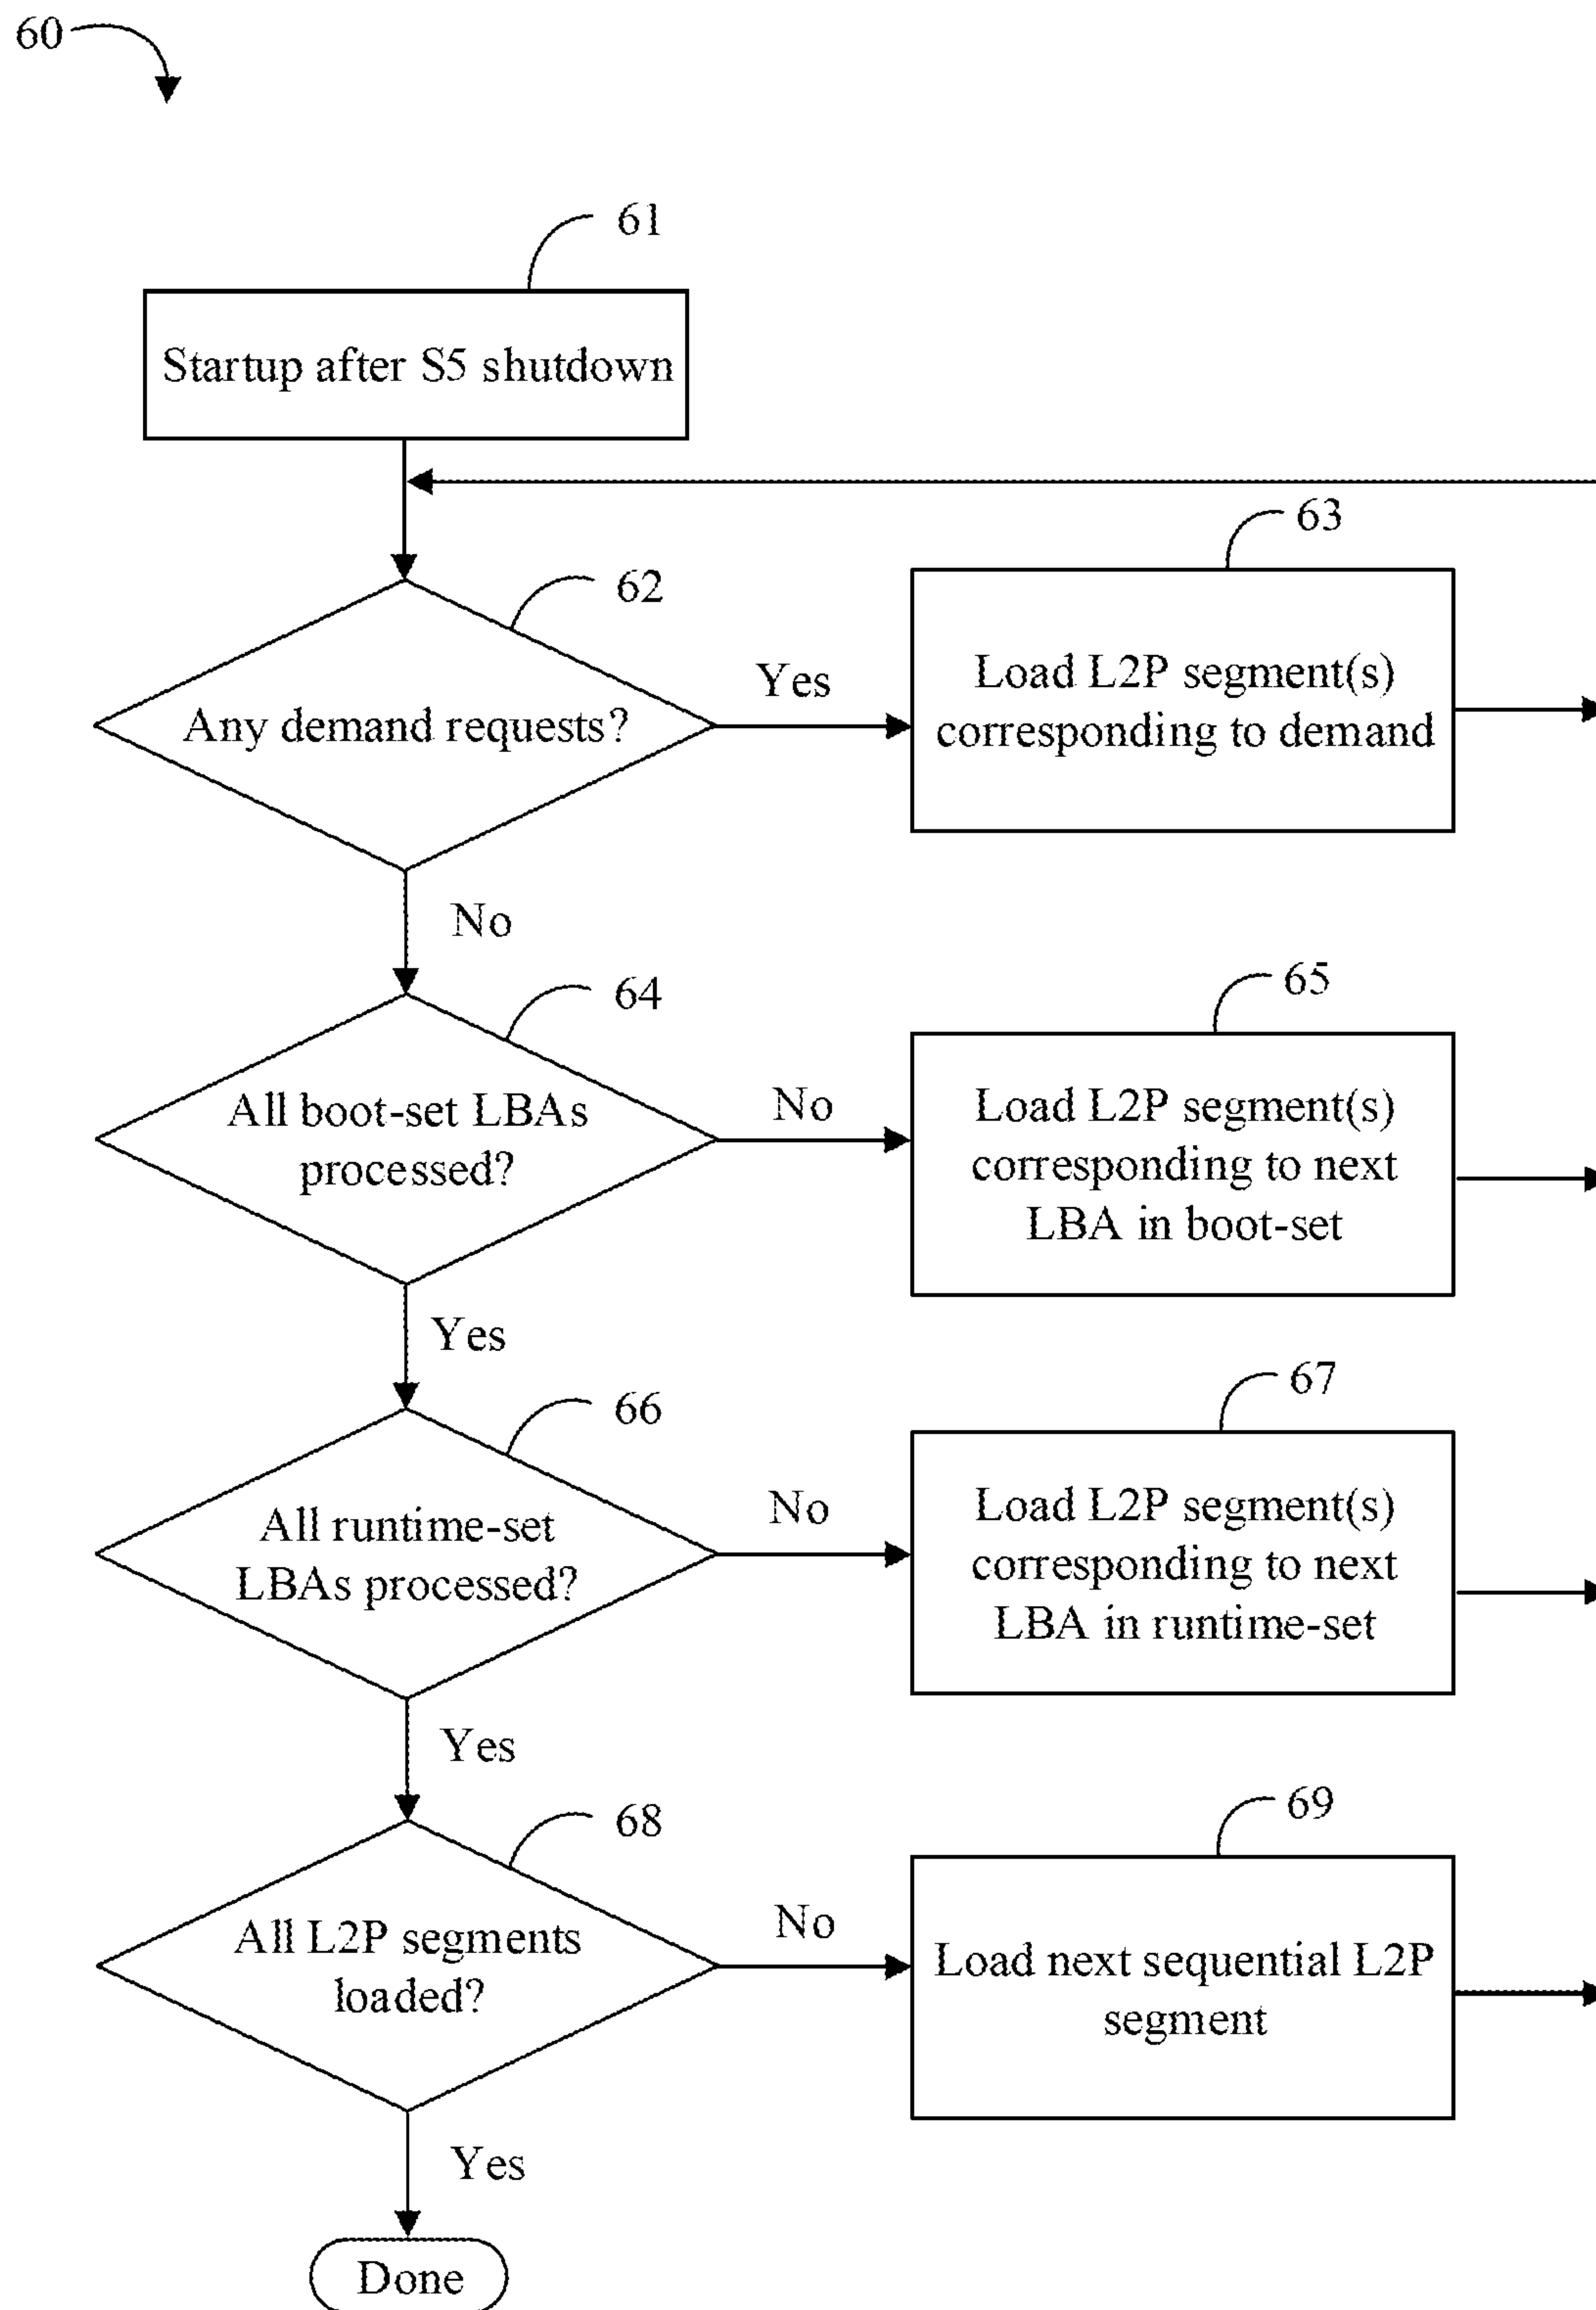 60
61
Startup after S5 shutdown
62
Any demand requests?
Yes
63
Load L2P segment(s)
corresponding to demand
No
64
All boot-set LBAs
processed?
No
65
Load L2P segment(s)
corresponding to next
LBA in boot-set
Yes
66
All runtime-set
LBAs processed?
No
67
Load L2P segment(s)
corresponding to next
LBA in runtime-set
Yes
68
All L2P segments
loaded?
No
69
Load next sequential L2P
segment
Yes
Done